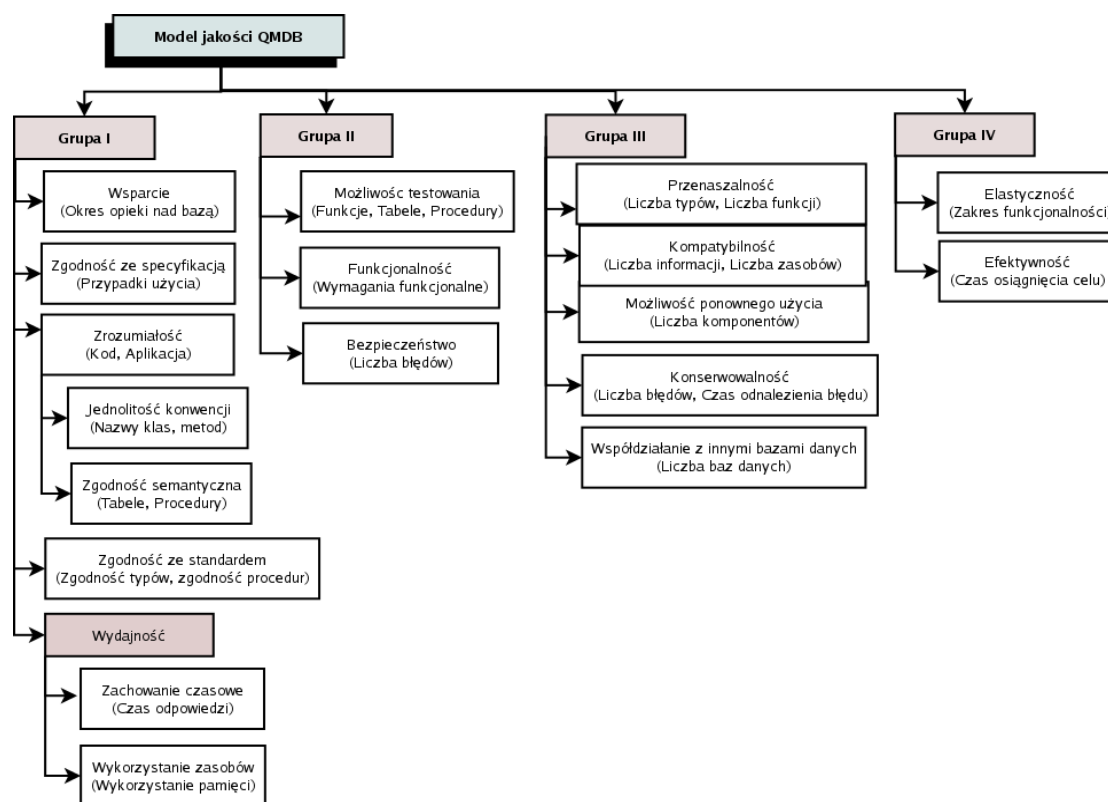 Model jakości QMDB
Grupa I
Wsparcie
(Okres opieki nad bazą)
Zgodność ze specyfikacją
(Przypadki użycia)
Zrozumiałość
(Kod, Aplikacja)
Jednolitość konwencji
(Nazwy klas, metod)
Zgodność semantyczna
(Tabele, Procedury)
Zgodność ze standardem
(Zgodność typów, zgodność procedur)
Wydajność
Zachowanie czasowe
(Czas odpowiedzi)
Wykorzystanie zasobów
(Wykorzystanie pamięci)
Grupa II
Możliwośc testowania
(Funkcje, Tabele, Procedury)
Funkcjonalność
(Wymagania funkcjonalne)
Bezpieczeństwo
(Liczba błędów)
Grupa III
Przenaszalność
(Liczba typów, Liczba funkcji)
Kompatybilność
(Liczba informacji, Liczba zasobów)
Możliwość ponownego użycia
(Liczba komponentów)
Konserwowalność
(Liczba błędów, Czas odnalezienia błędu)
Współdziałanie z innymi bazami danych
(Liczba baz danych)
Grupa IV
Elastyczność
(Zakres funkcjonalności)
Efektywność
(Czas osiągnięcia celu)